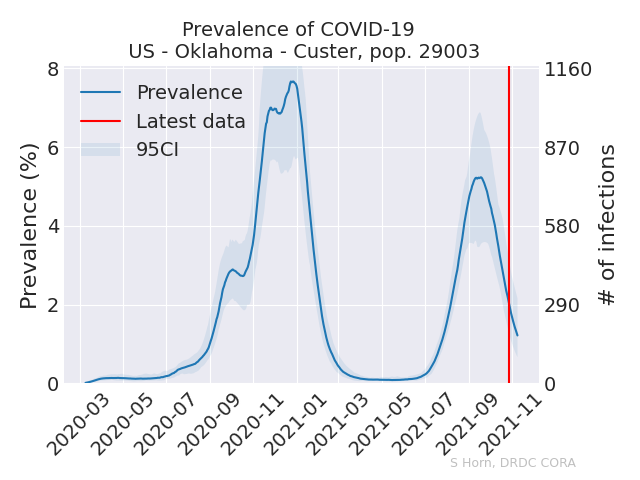 Prevalence of COVID-19
US - Oklahoma - Custer, pop. 29003
Prevalence (%)
8
6
4
2
0
Prevalence
Latest data
95CI
1160
870
580
290
0
# of infections
2020-03
2020-05
2020-07
2020-09
2020-11
2021-01
2021-03
2021-05
2021-07
2021-09
2021-11
S Horn, DRDC CORA